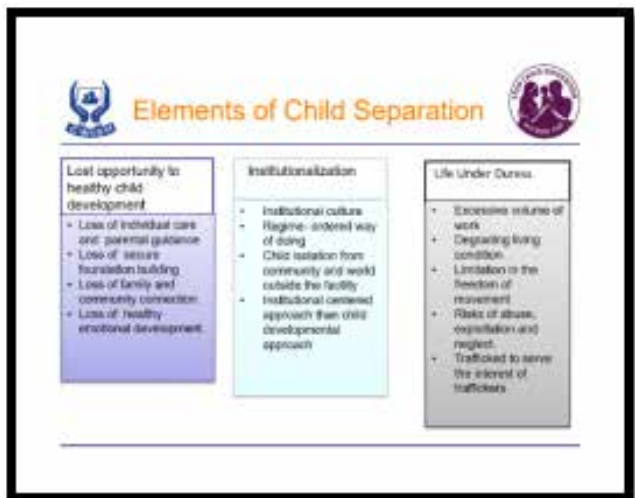 Elements of Child Separation
Lost opportunity to
healthy child
development
• Loss of individual care
and parental guidance
• Loss of secure
foundation building
• Loss of family and
community connection
• Loss of healthy
emotional development
Institutionalization
• Institutional culture
• Regime- ordered way
of doing
• Child isolation from
community and world
outside the facility
• Institutional centered
approach than child
developmental
approach
Life Under Duress
• Excessive volume of
work
• Degrading living
condition
• Limitation in the
freedom of
movement
• Risks of abuse,
exploitation and
neglect.
• Trafficked to serve
the interest of
traffickers